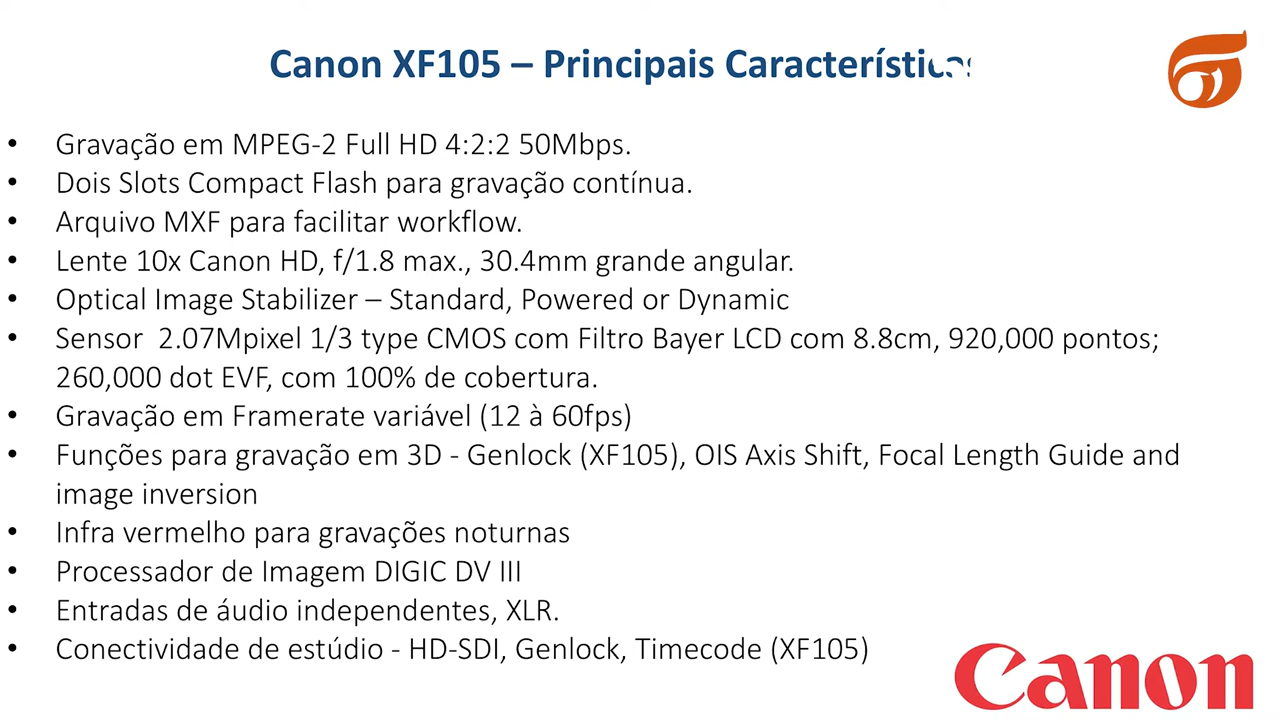 Canon XF105 – Principais Características
• Gravação em MPEG-2 Full HD 4:2:2 50Mbps.
• Dois Slots Compact Flash para gravação contínua.
• Arquivo MXF para facilitar workflow.
• Lente 10x Canon HD, f/1.8 max., 30.4mm grande angular.
• Optical Image Stabilizer – Standard, Powered or Dynamic
• Sensor  2.07Mpixel 1/3 type CMOS com Filtro Bayer LCD com 8.8cm, 920,000 pontos;
260,000 dot EVF, com 100% de cobertura.
• Gravação em Framerate variável (12 à 60fps)
• Funções para gravação em 3D - Genlock (XF105), OIS Axis Shift, Focal Length Guide and
image inversion
• Infra vermelho para gravações noturnas
• Processador de Imagem DIGIC DV III
• Entradas de áudio independentes, XLR.
• Conectividade de estúdio - HD-SDI, Genlock, Timecode (XF105)
Canon